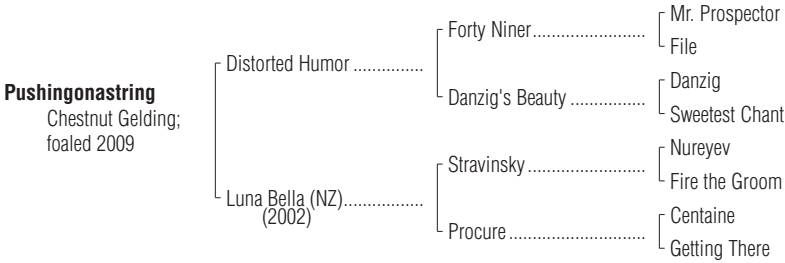 Mr. Prospector
Forty Niner........................
File
Distorted Humor ...............
Danzig
Danzig's Beauty ................
Sweetest Chant
Pushingonastring
Chestnut Gelding;
foaled 2009
Nureyev
Stravinsky.........................
Fire the Groom
Luna Bella (NZ).................
(2002)
Centaine
Procure.............................
Getting There